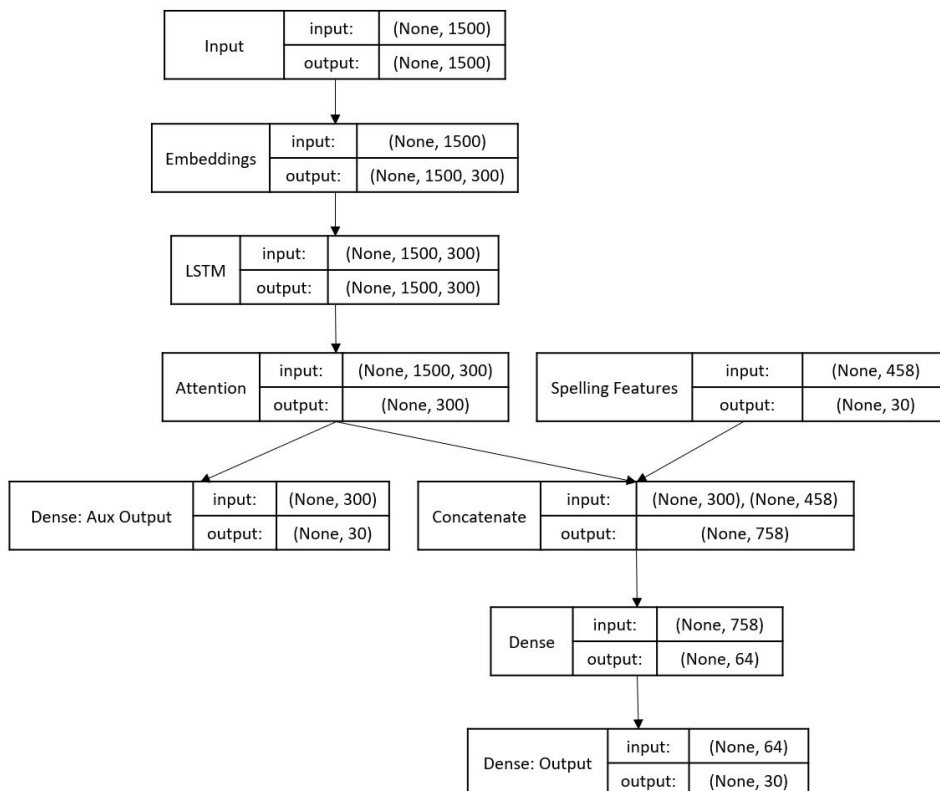 Input
input: (None, 1500)
output: (None, 1500)
Embeddings
input: (None, 1500)
output: (None, 1500, 300)
LSTM
input: (None, 1500, 300)
output: (None, 1500, 300)
Attention
input: (None, 1500, 300)
output: (None, 300)
Spelling Features
input: (None, 458)
output: (None, 30)
Dense: Aux Output
input: (None, 300)
output: (None, 30)
Concatenate
input: (None, 300), (None, 458)
output: (None, 758)
Dense
input: (None, 758)
output: (None, 64)
Dense: Output
input: (None, 64)
output: (None, 30)